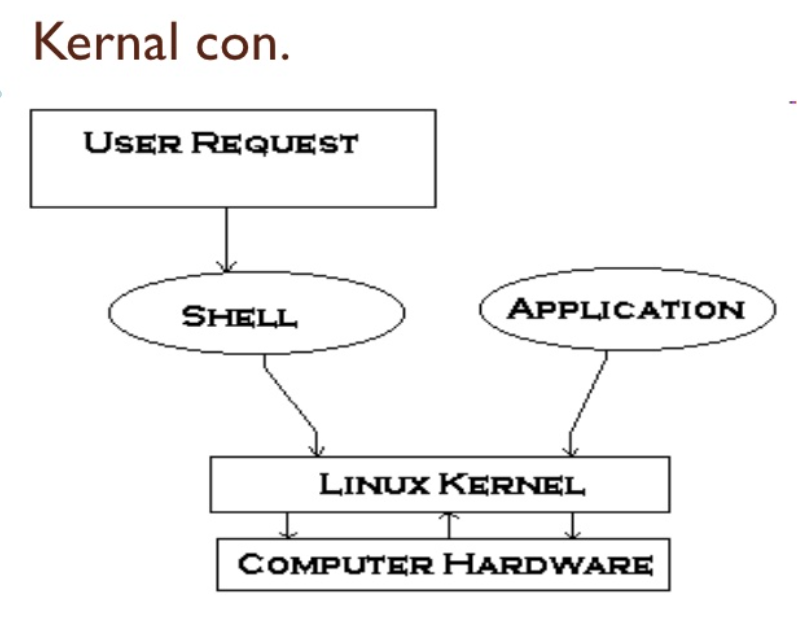 Kernal con.
USER REQUEST
SHELL
APPLICATION
LINUX KERNEL
COMPUTER HARDWARE